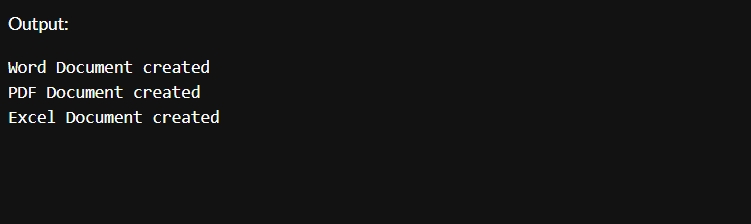 Output:
Word Document created
PDF Document created
Excel Document created